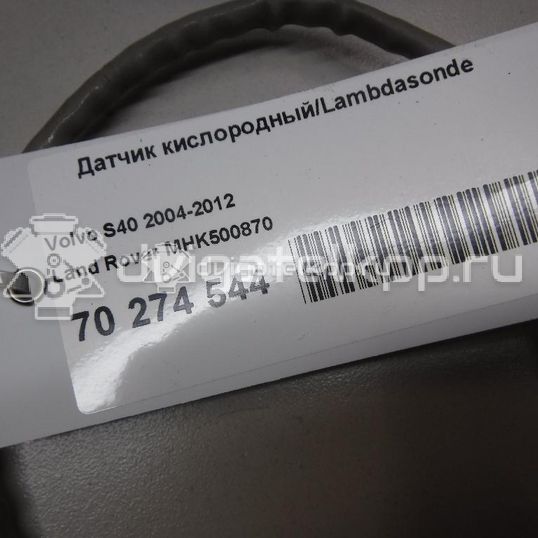 Датчик кислородный/Lambdasonde
Volvo S40 2004-2012
Land Rover MHK500870
70 274 544